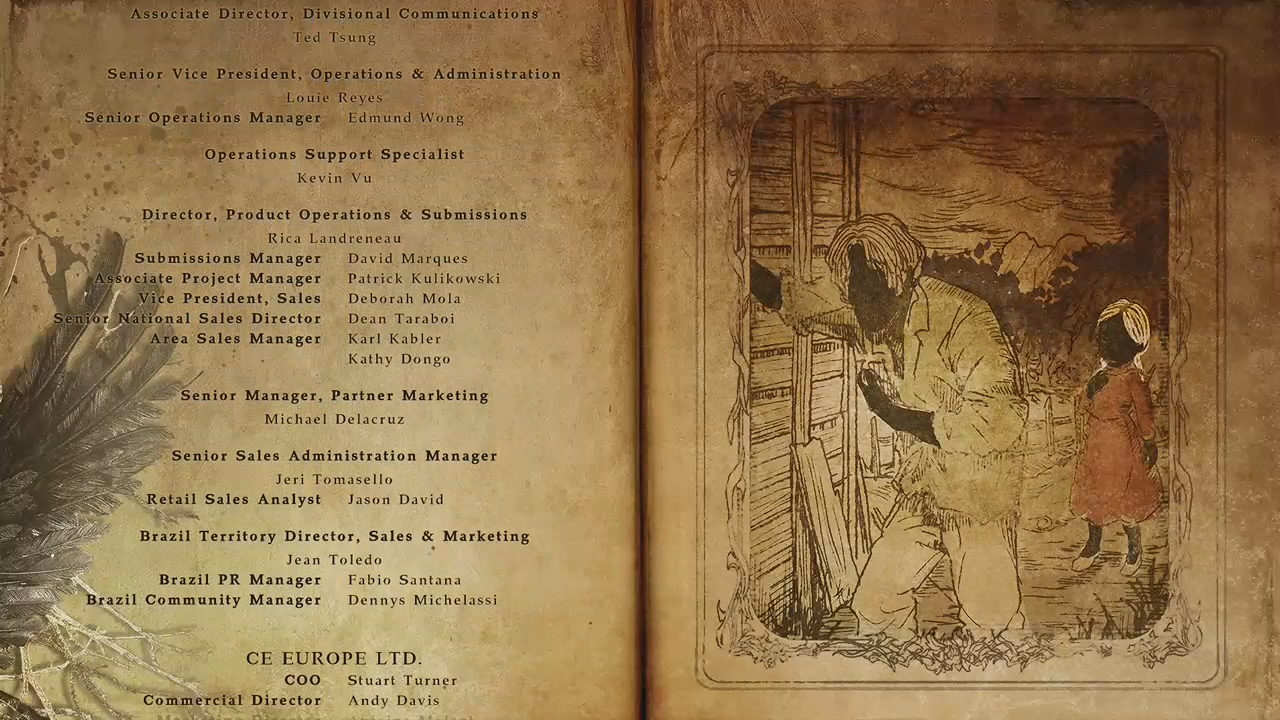 Associate Director, Divisional Communications
Ted Tsung
Senior Vice President, Operations & Administration
Louie Reyes
Senior Operations Manager Edmund Wong
Operations Support Specialist
Kevin Vu
Director, Product Operations & Submissions
Rica Landreneau
Submissions Manager David Marques
Associate Project Manager Patrick Kulikowski
Vice President, Sales Deborah Mola
Senior National Sales Director Dean Taraboi
Area Sales Manager Karl Kabler
Kathy Dongo
Senior Manager, Partner Marketing
Michael Delacruz
Senior Sales Administration Manager
Jeri Tomasello
Retail Sales Analyst Jason David
Brazil Territory Director, Sales & Marketing
Jean Toledo
Brazil PR Manager Fabio Santana
Brazil Community Manager Dennys Michelassi
CE EUROPE LTD.
COO Stuart Turner
Commercial Director Andy Davis